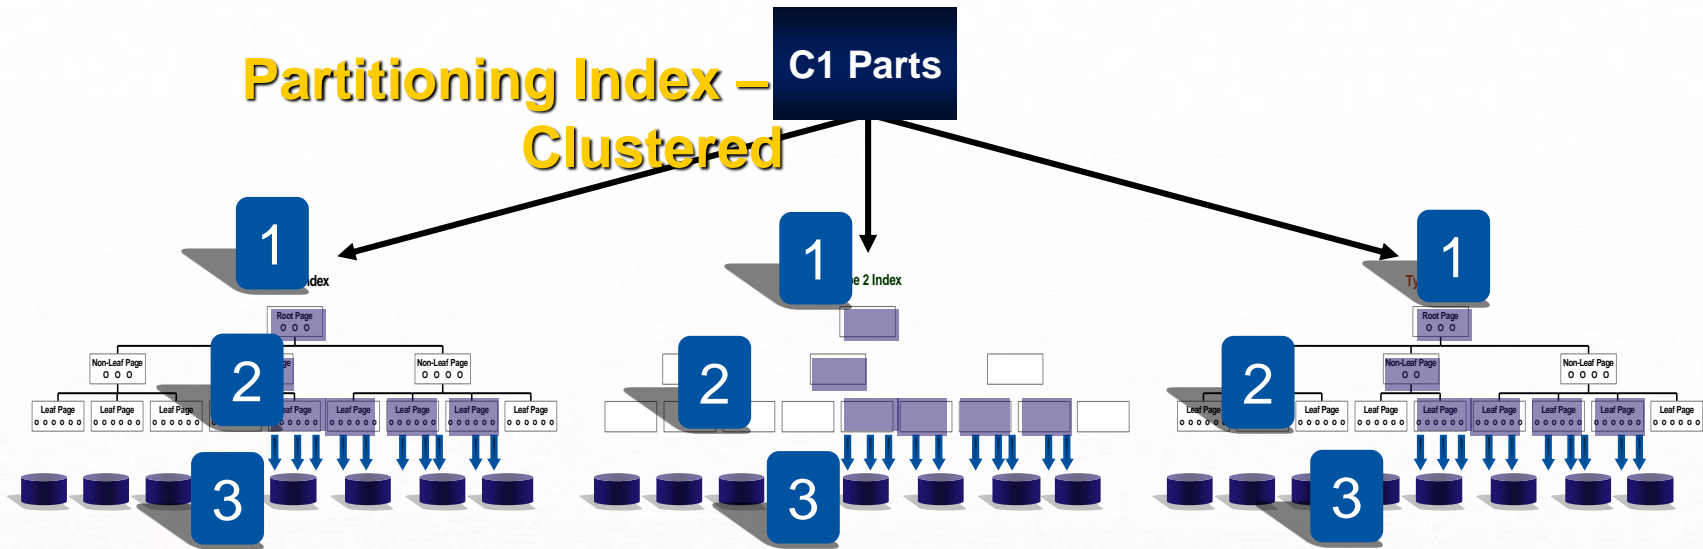 C1 Parts
Partitioning Index –
Clustered
1
1
1
2 Index
Root Page
O O O
Root Page
O O O
2
2
2
Non-Leaf Page
O O O
Non-Leaf Page
O O O O
Non-Leaf Page
O O
Non-Leaf Page
O O O O
Leaf Page
O O O O O O
Leaf Page
O O O O O O
Leaf Page
O O O O O O
Leaf Page
O O O O O O
Leaf Page
O O O O O O
Leaf Page
O O O O O O
Leaf Page
O O O O O O
Leaf Page
O O O O O O
Leaf Page
Leaf Page
O O O O O O
Leaf Page
O O O O O O
Leaf Page
O O O O O O
Leaf Page
O O O O O O
Leaf Page
O O O O O O
Leaf Page
O O O O O O
Leaf Page
O O O O O O
3
3
3